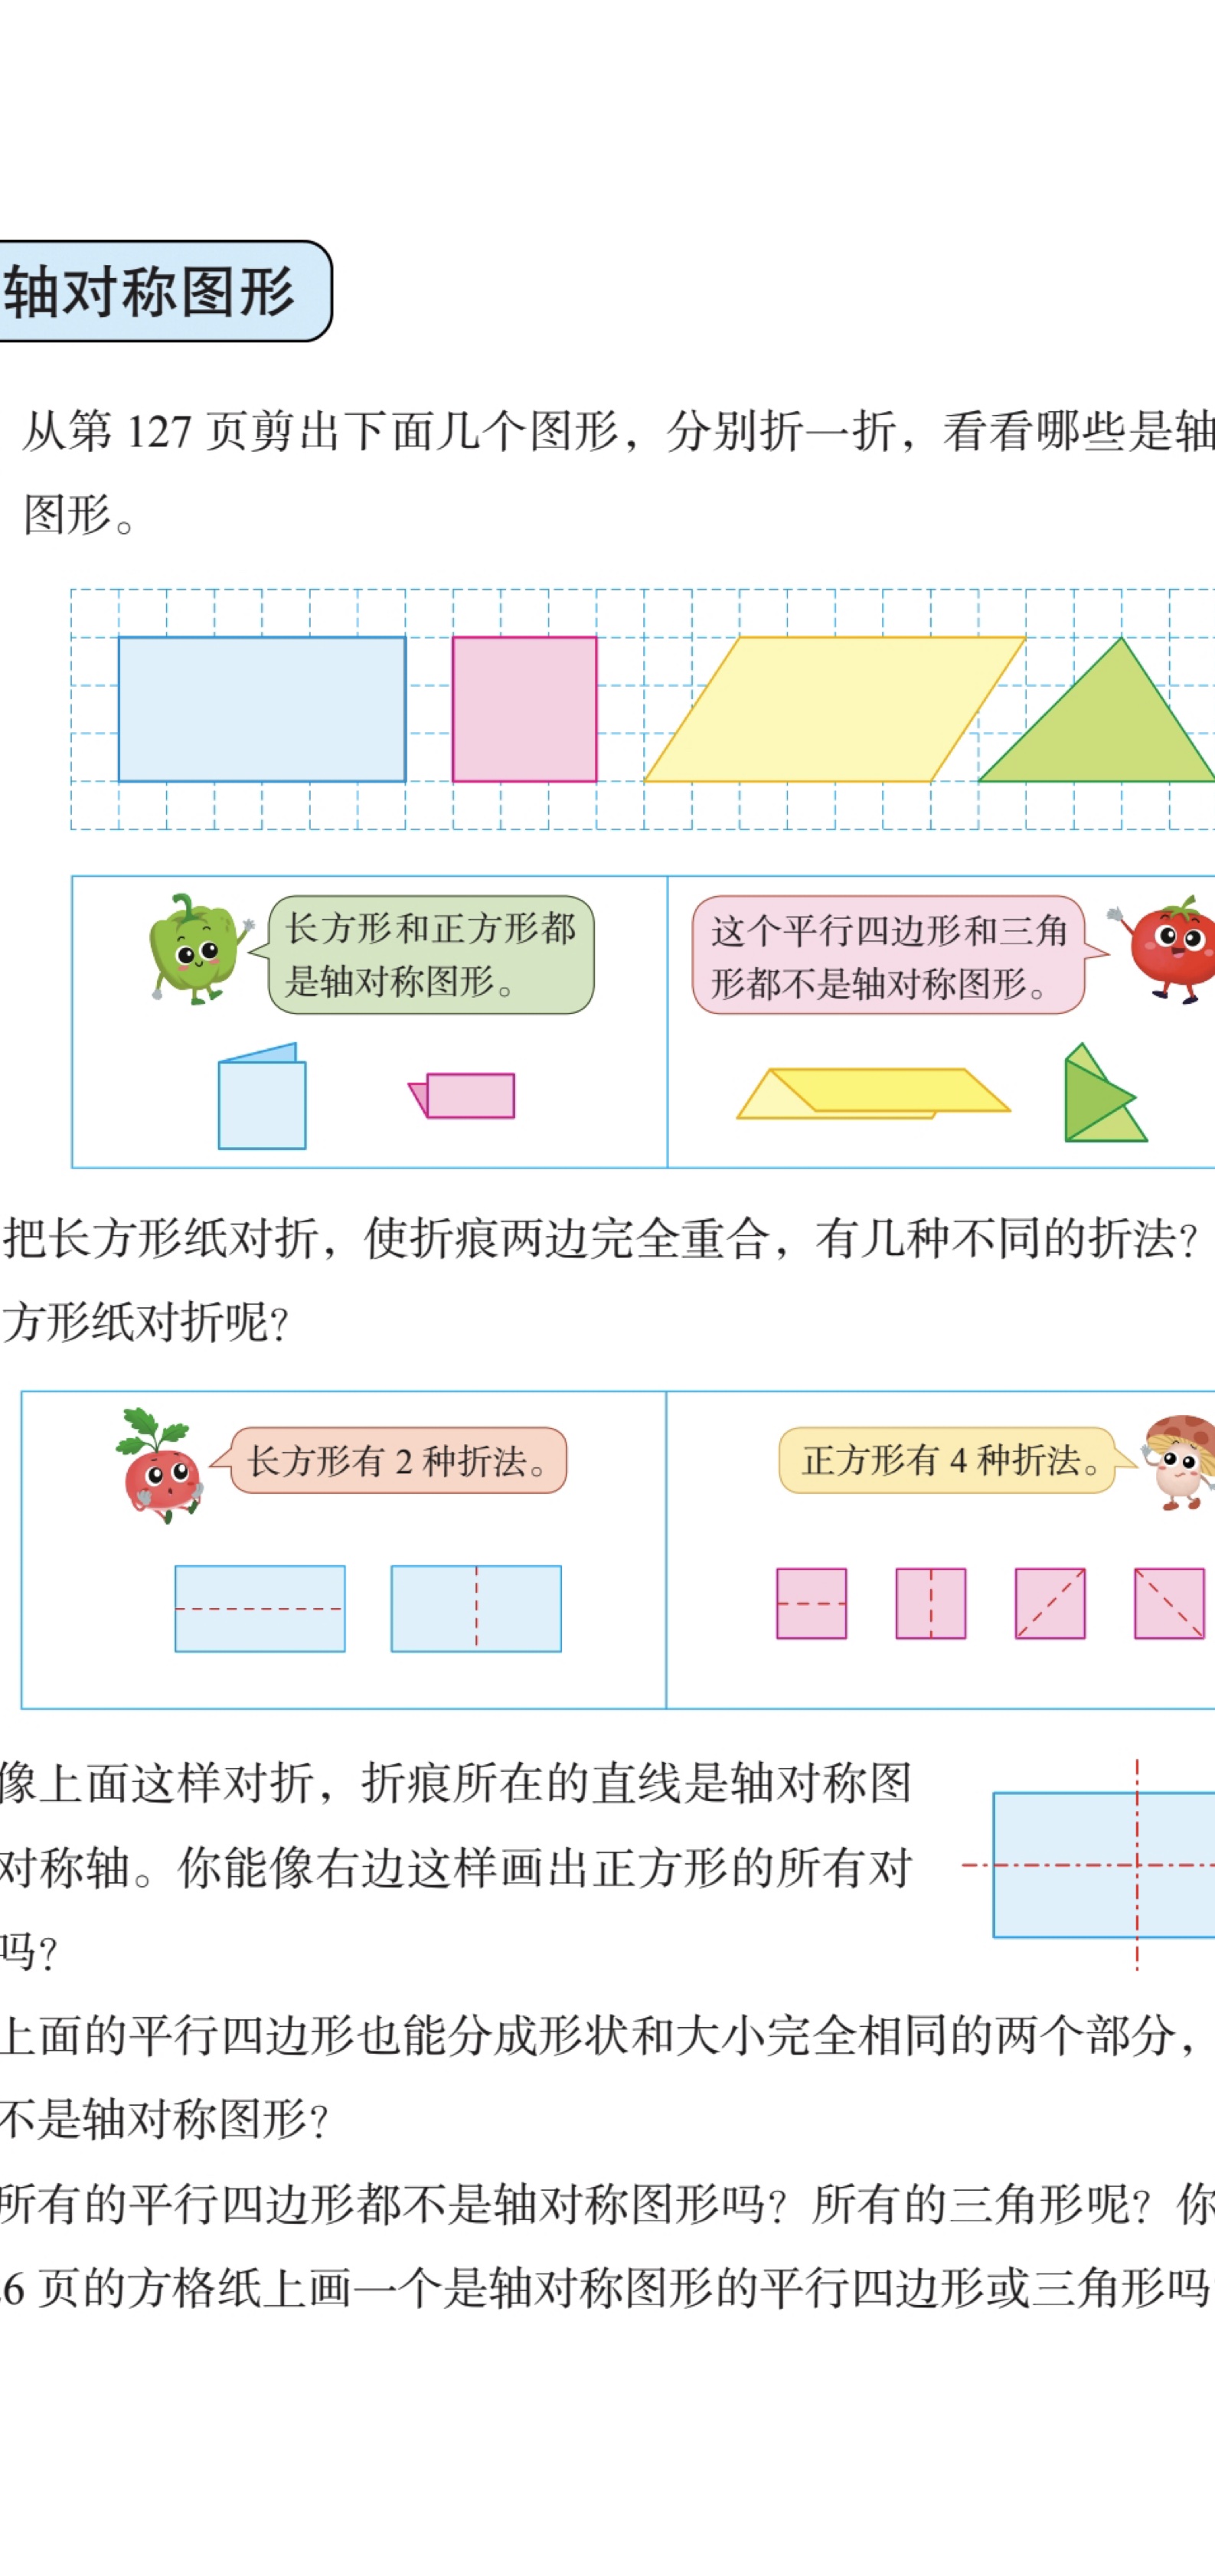 轴对称图形
从第 127 页剪出下面几个图形，分别折一折，看看哪些是轴
图形。
长方形和正方形都
是轴对称图形。
这个平行四边形和三角
形都不是轴对称图形。
把长方形纸对折，使折痕两边完全重合，有几种不同的折法？
方形纸对折呢？
长方形有 2 种折法。
正方形有 4 种折法。
像上面这样对折，折痕所在的直线是轴对称图
对称轴。你能像右边这样画出正方形的所有对
吗？
上面的平行四边形也能分成形状和大小完全相同的两个部分，
不是轴对称图形？
所有的平行四边形都不是轴对称图形吗？所有的三角形呢？你
6 页的方格纸上画一个是轴对称图形的平行四边形或三角形吗